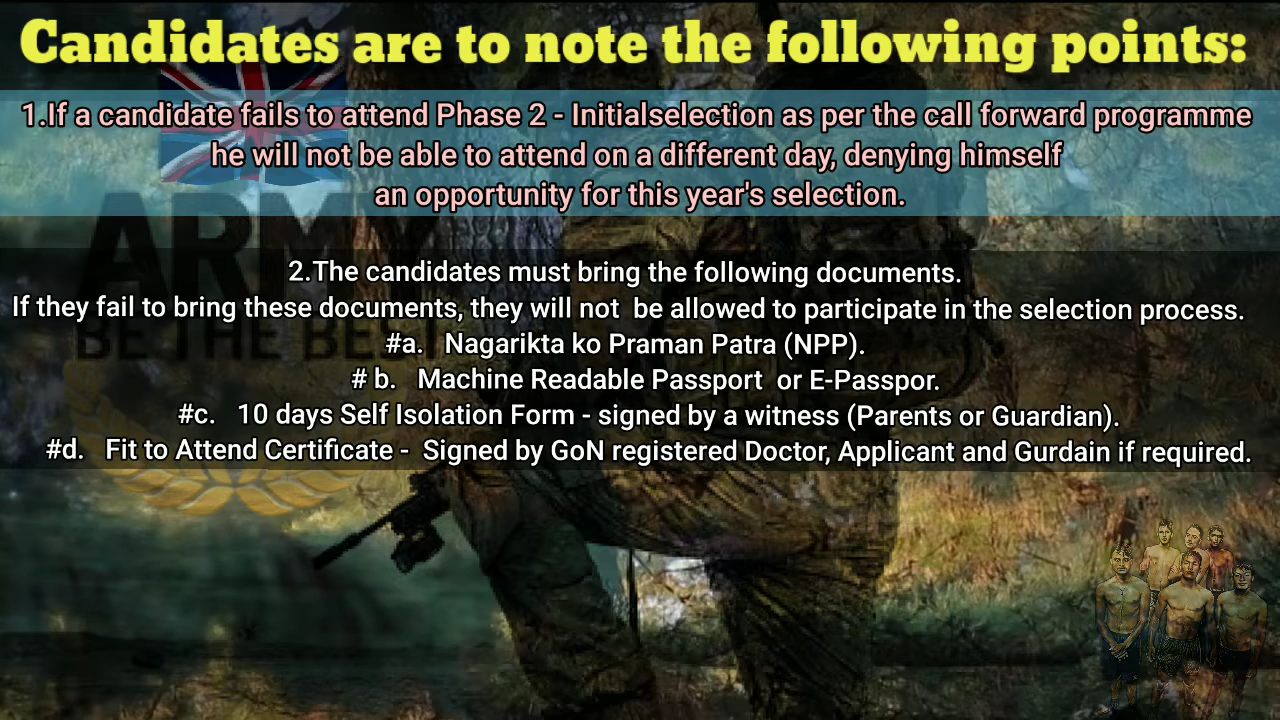 Candidates are to note the following points:
1.If a candidate fails to attend Phase 2 - Initialselection as per the call forward programme
he will not be able to attend on a different day, denying himself
an opportunity for this year's selection.
ARMY
BE THE BEST
2.The candidates must bring the following documents.
If they fail to bring these documents, they will not  be allowed to participate in the selection process.
#a.   Nagarikta ko Praman Patra (NPP).
# b.   Machine Readable Passport  or E-Passpor.
#c.   10 days Self Isolation Form - signed by a witness (Parents or Guardian).
#d.   Fit to Attend Certificate -  Signed by GoN registered Doctor, Applicant and Gurdain if required.